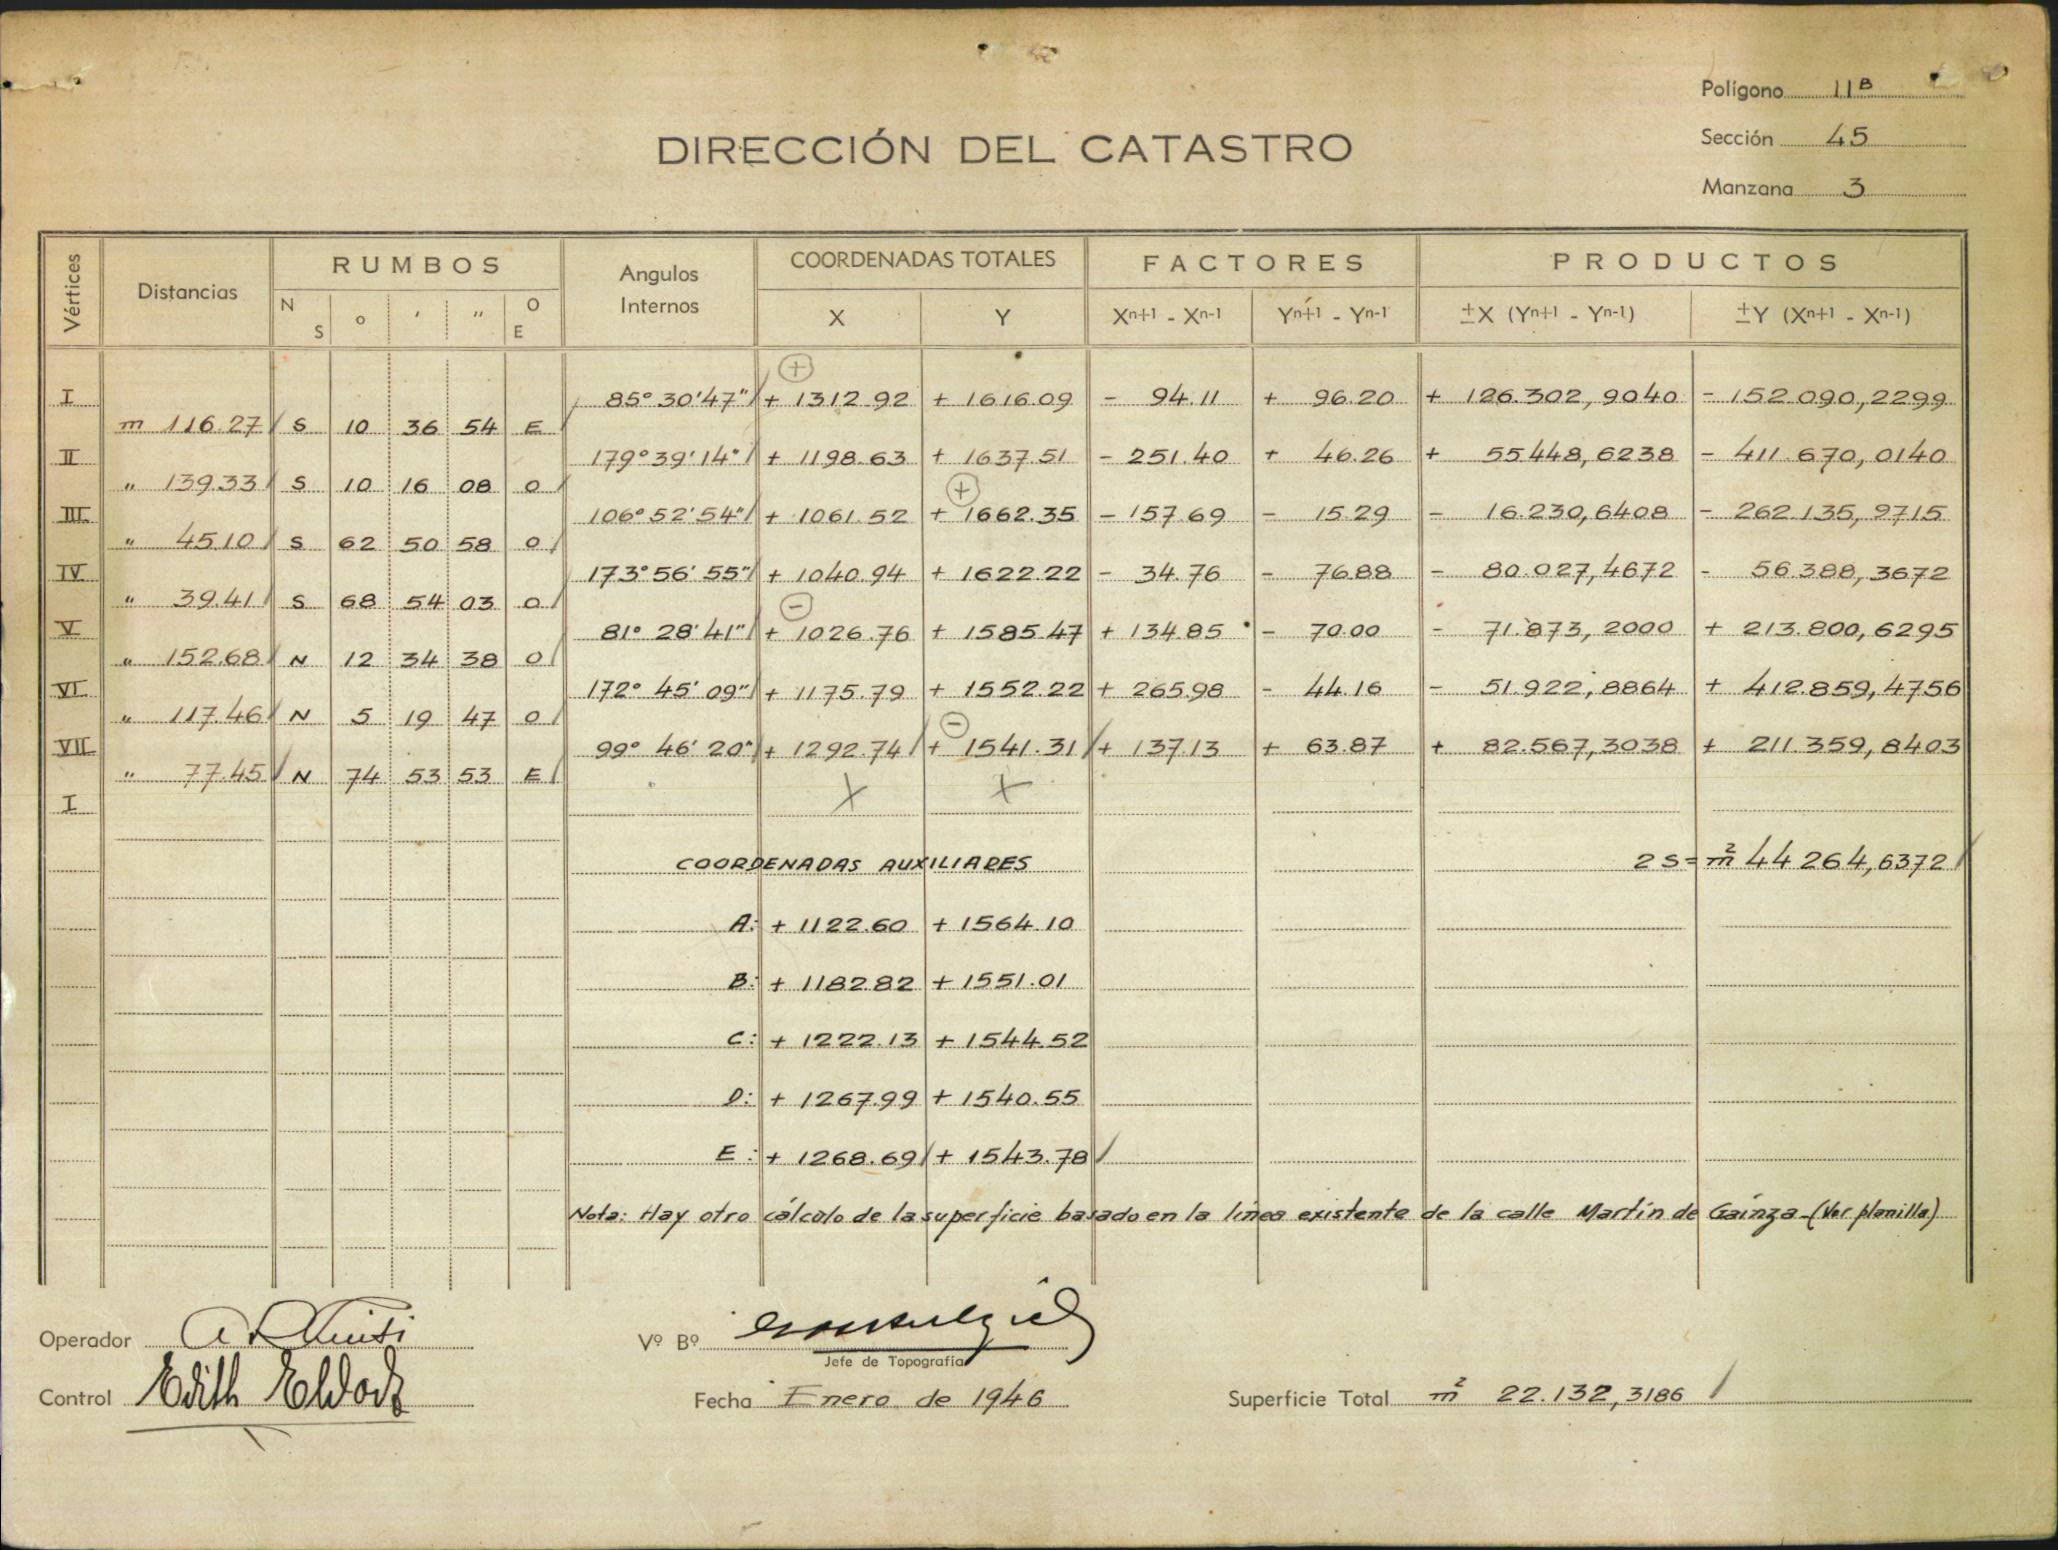 Polígono 11B
Sección 45
Manzana 3
DIRECCIÓN DEL CATASTRO
Vértices Distancias RUMBOS Angulos Internos COORDENADAS TOTALES FACTORES PRODUCTOS
N S o ' '' O E X Y Xn+1 - Xn-1 Yn+1 - Yn-1 ±X (Yn+1 - Yn-1) ±Y (Xn+1 - Xn-1)
+
I 85° 30' 47" + 1312.92 + 1616.09 - 94.11 + 96.20 + 126.302,9040 - 152.090,2299
m 116.27 S 10 36 54 E
II 179° 39' 14" + 1198.63 + 1637.51 - 251.40 + 46.26 + 55448,6238 - 411.670,0140
" 139.33 S 10 16 08 O
+
III 106° 52' 54" + 1061.52 + 1662.35 - 157.69 - 15.29 - 16.230,6408 - 262.135,9715
" 45.10 S 62 50 58 O
IV 173° 56' 55" + 1040.94 + 1622.22 - 34.76 - 76.88 - 80.027,4672 - 56.388,3672
" 39.41 S 68 54 03 O
-
V 81° 28' 41" + 1026.76 + 1585.47 + 134.85 - 70.00 - 71.873,2000 + 213.800,6295
" 152.68 N 12 34 38 O
VI 172° 45' 09" + 1175.79 + 1552.22 + 265.98 - 44.16 - 51.922,8864 + 412.859,4756
" 117.46 N 5 19 47 O
-
VII 99° 46' 20" + 1292.74 + 1541.31 + 137.13 + 63.87 + 82.567,3038 + 211.359,8403
" 77.45 N 74 53 53 E
I X X
COORDENADAS AUXILIARES 2 S = m² 44 264,6372
A: + 1122.60 + 1564.10
B: + 1182.82 + 1551.01
C: + 1222.13 + 1544.52
D: + 1267.99 + 1540.55
E: + 1268.69 + 1543.78
Nota: Hay otro cálculo de la superficie basado en la línea existente de la calle Martín de Gaínza - (Ver planilla)
Operador Vº Bº
Jefe de Topografía
Control Edith Fecha Enero de 1946 Superficie Total m² 22.132,3186